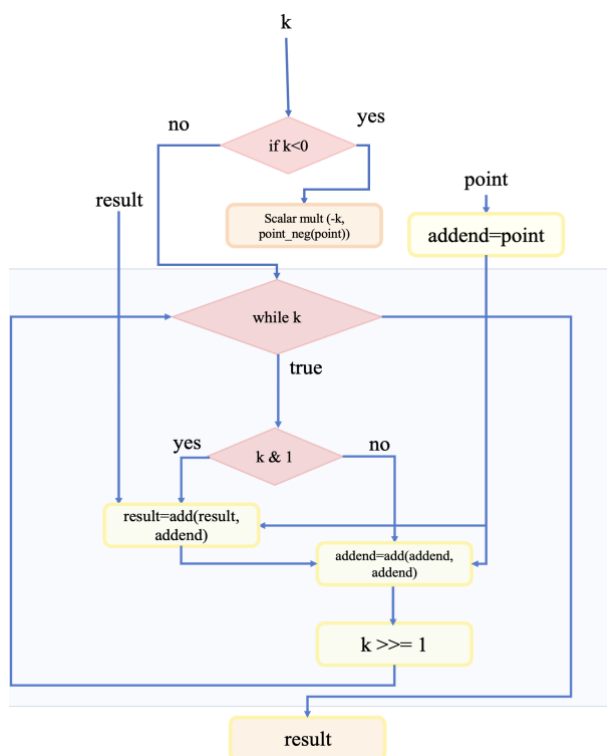 k
no
yes
if k<0
result
Scalar mult (-k,
point_neg(point))
point
addend=point
while k
true
yes
no
k & 1
result=add(result,
addend)
addend=add(addend,
addend)
k >>= 1
result